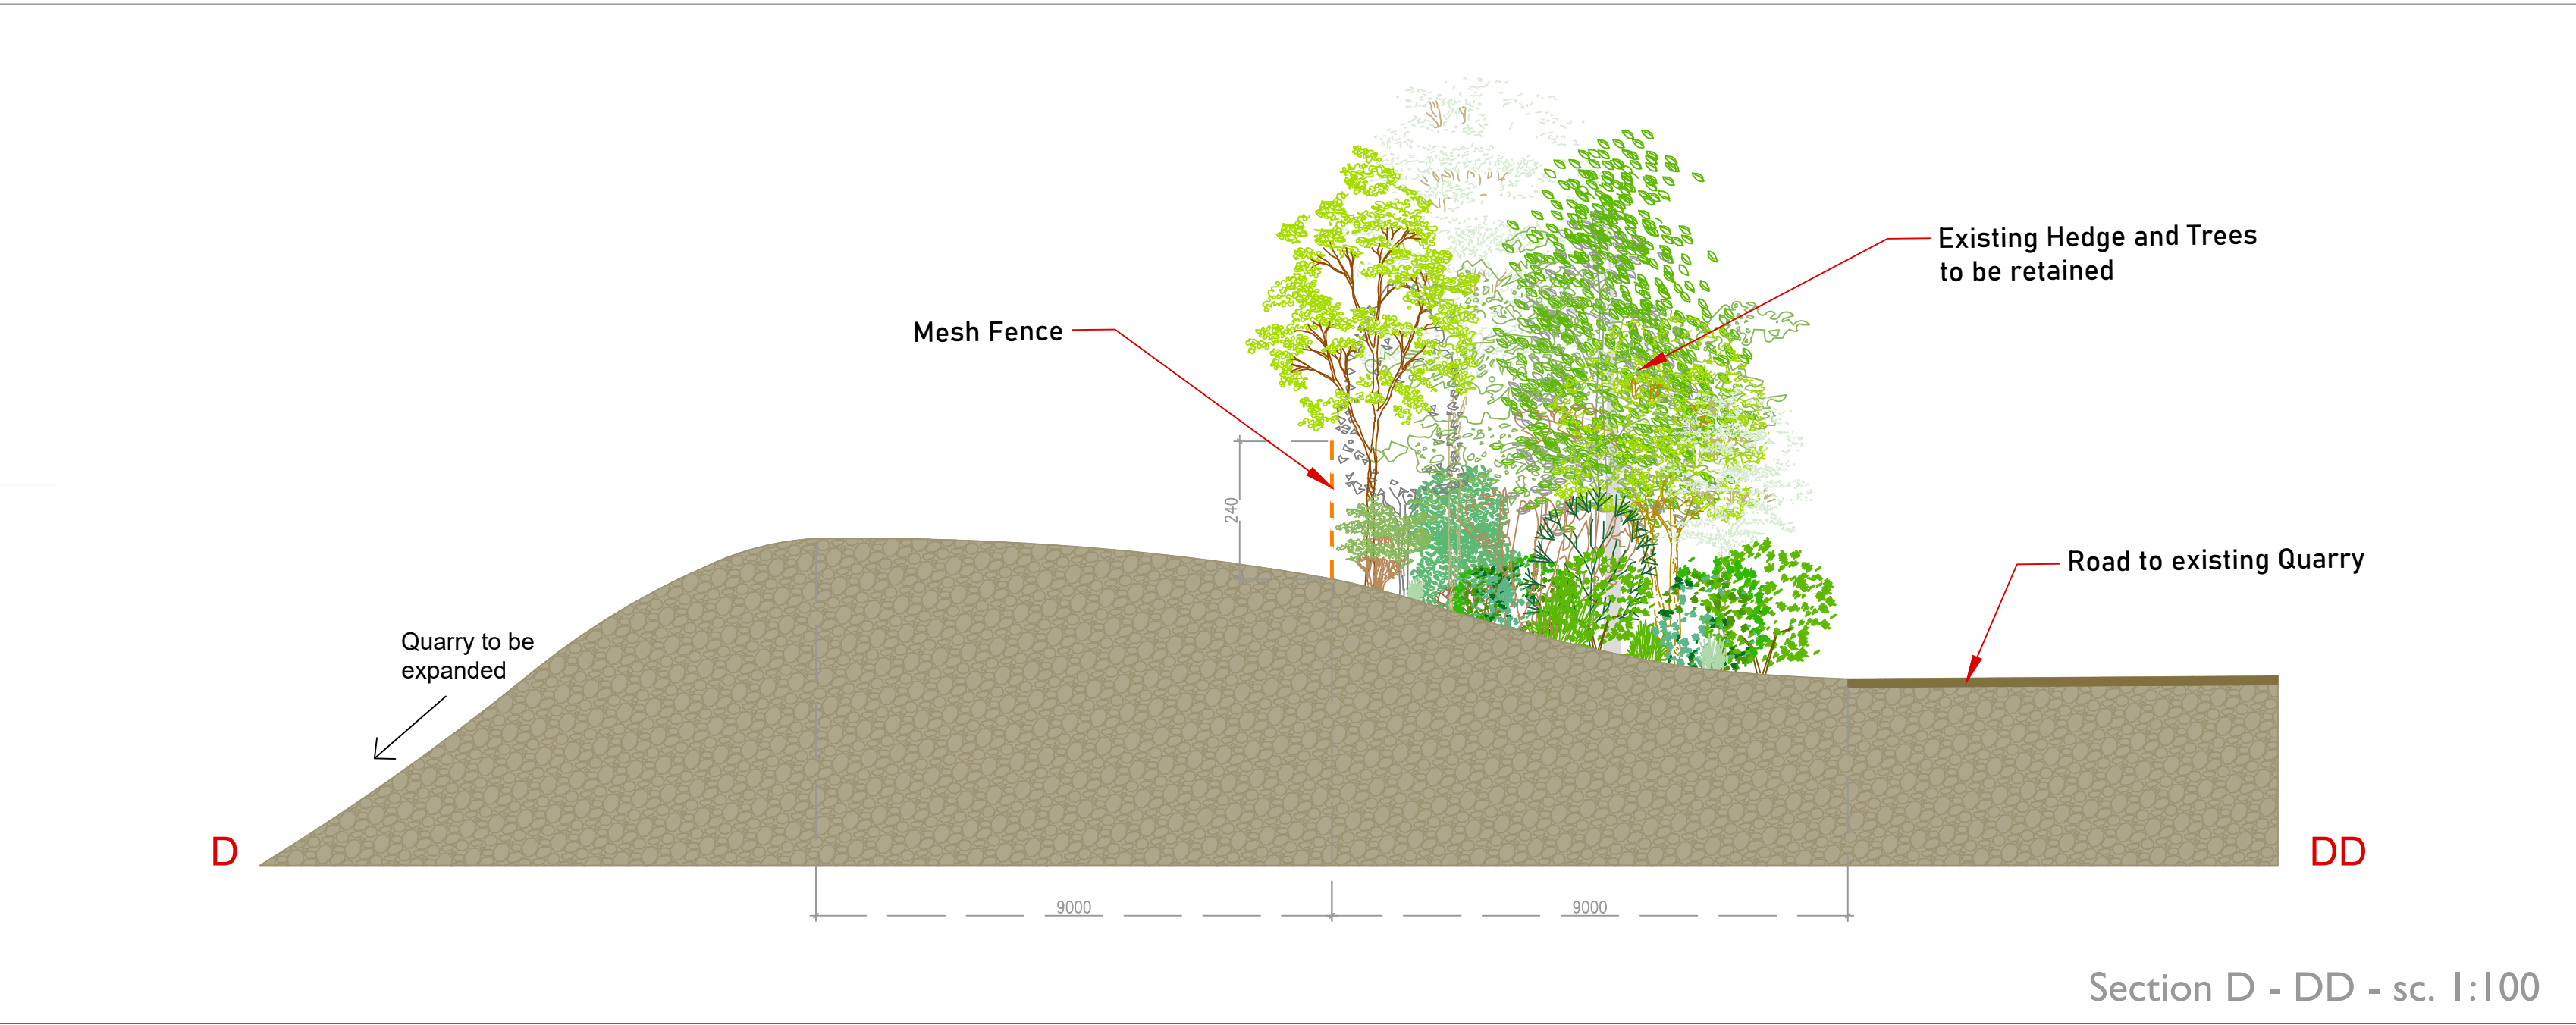 Existing Hedge and Trees
to be retained
Mesh Fence
240
Road to existing Quarry
Quarry to be
expanded
D
DD
9000
9000
Section D - DD - sc. 1:100